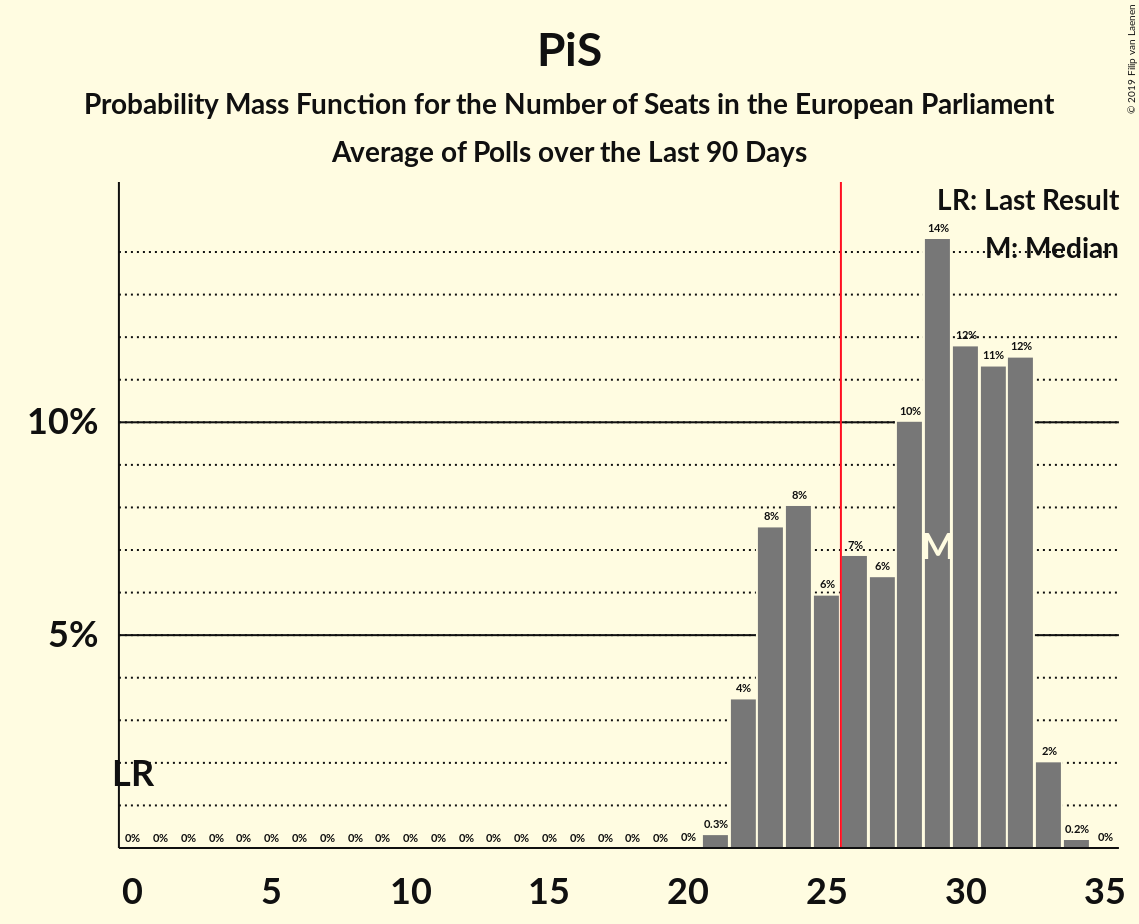 PiS
Probability Mass Function for the Number of Seats in the European Parliament
Average of Polls over the Last 90 Days
© 2019 Filip van Laenen
LR: Last Result
M: Median
10%
5%
LR
M
0% 0% 0% 0% 0% 0% 0% 0% 0% 0% 0% 0% 0% 0% 0% 0% 0% 0% 0% 0% 0% 0.3% 4% 8% 8% 6% 7% 6% 10% 14% 12% 11% 12% 2% 0.2% 0%
0 5 10 15 20 25 30 35